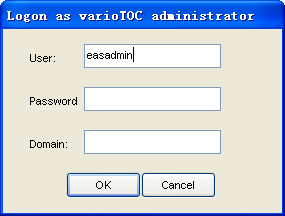 Logon as varioTOC administrator
User: easadmin
Password
Domain:
OK Cancel